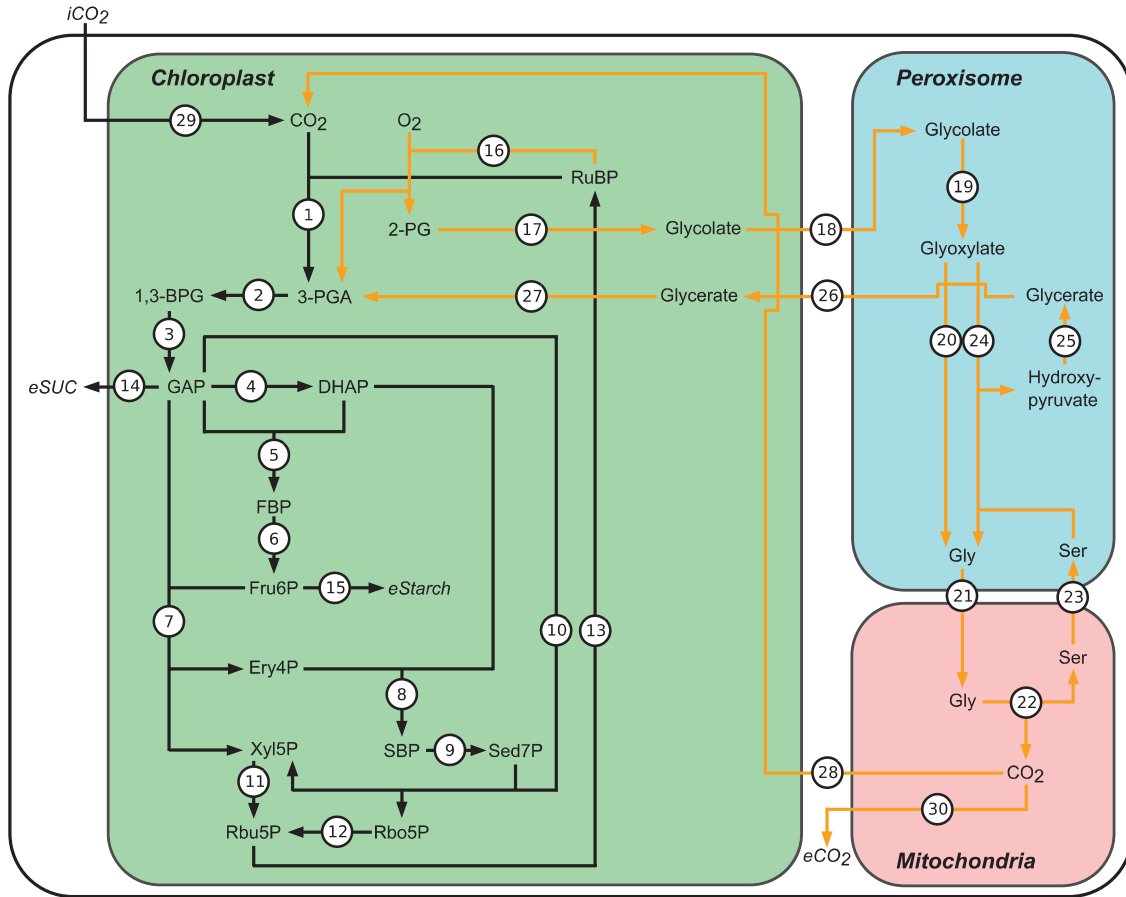 iCO2
Chloroplast
Peroxisome
29
CO2
O2
16
Glycolate
RuBP
19
1
2-PG
17
Glycolate
18
Glyoxylate
1,3-BPG
2
3-PGA
27
Glycerate
26
Glycerate
3
20
24
25
eSUC
14
GAP
4
DHAP
Hydroxy-
pyruvate
5
FBP
6
Gly
Ser
Fru6P
15
eStarch
21
23
7
10
13
Ery4P
Ser
8
Gly
22
Xyl5P
SBP
9
Sed7P
11
28
CO2
Rbu5P
12
Rbo5P
30
eCO2
Mitochondria